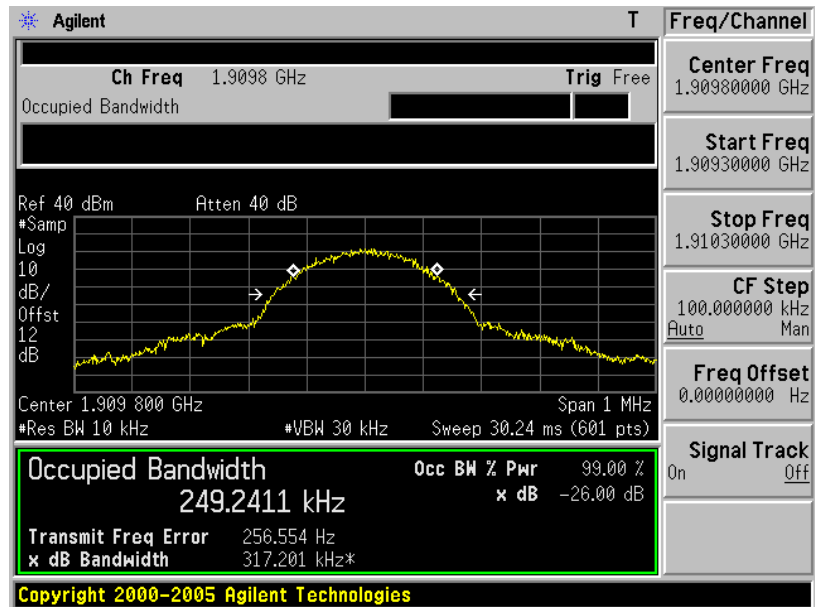 Agilent T
Freq/Channel
Ch Freq 1.9098 GHz Trig Free
Occupied Bandwidth
Center Freq
1.90980000 GHz
Start Freq
1.90930000 GHz
Stop Freq
1.91030000 GHz
CF Step
100.000000 kHz
Auto Man
Freq Offset
0.00000000 Hz
Signal Track
On Off
Ref 40 dBm Atten 40 dB
#Samp
Log
10
dB/
Offst
12
dB
Center 1.909 800 GHz Span 1 MHz
#Res BW 10 kHz #VBW 30 kHz Sweep 30.24 ms (601 pts)
Occupied Bandwidth Occ BW % Pwr 99.00 %
249.2411 kHz x dB -26.00 dB
Transmit Freq Error 256.554 Hz
x dB Bandwidth 317.201 kHz*
Copyright 2000-2005 Agilent Technologies